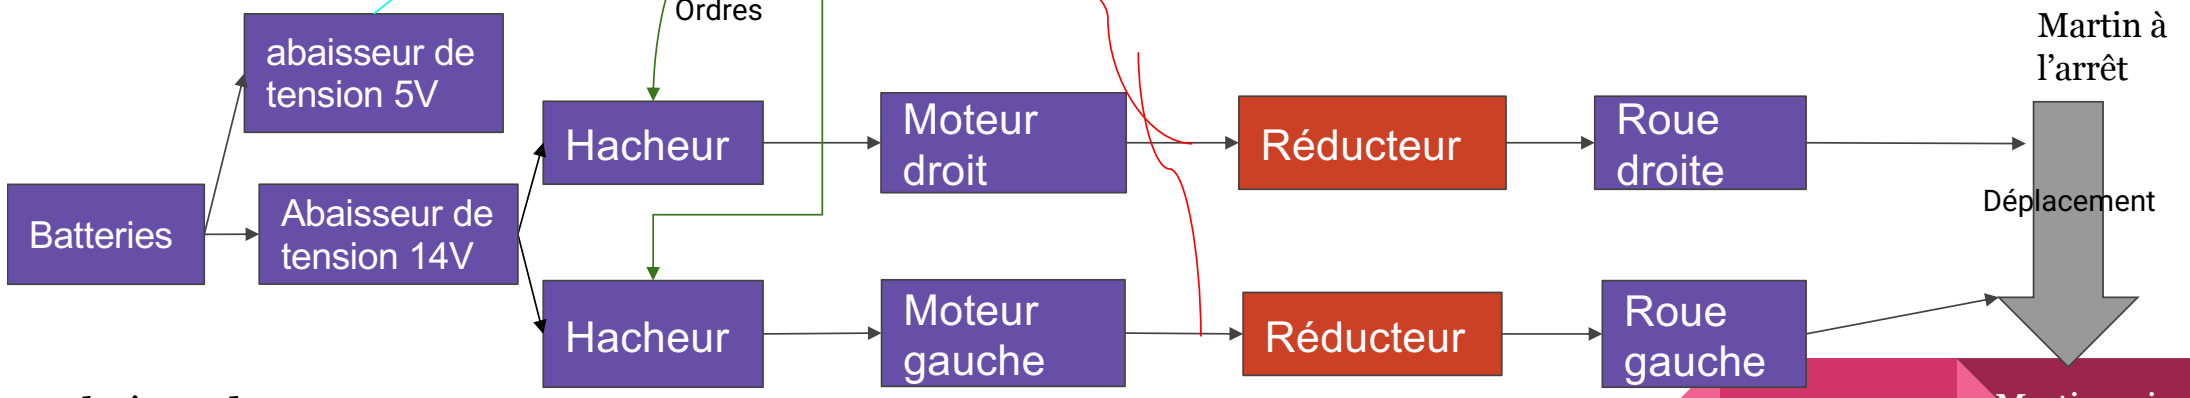 Ordres
Martin à
l’arrêt
abaisseur de
tension 5V
Hacheur
Moteur
droit
Réducteur
Roue
droite
Déplacement
Batteries
Abaisseur de
tension 14V
Hacheur
Moteur
gauche
Réducteur
Roue
gauche